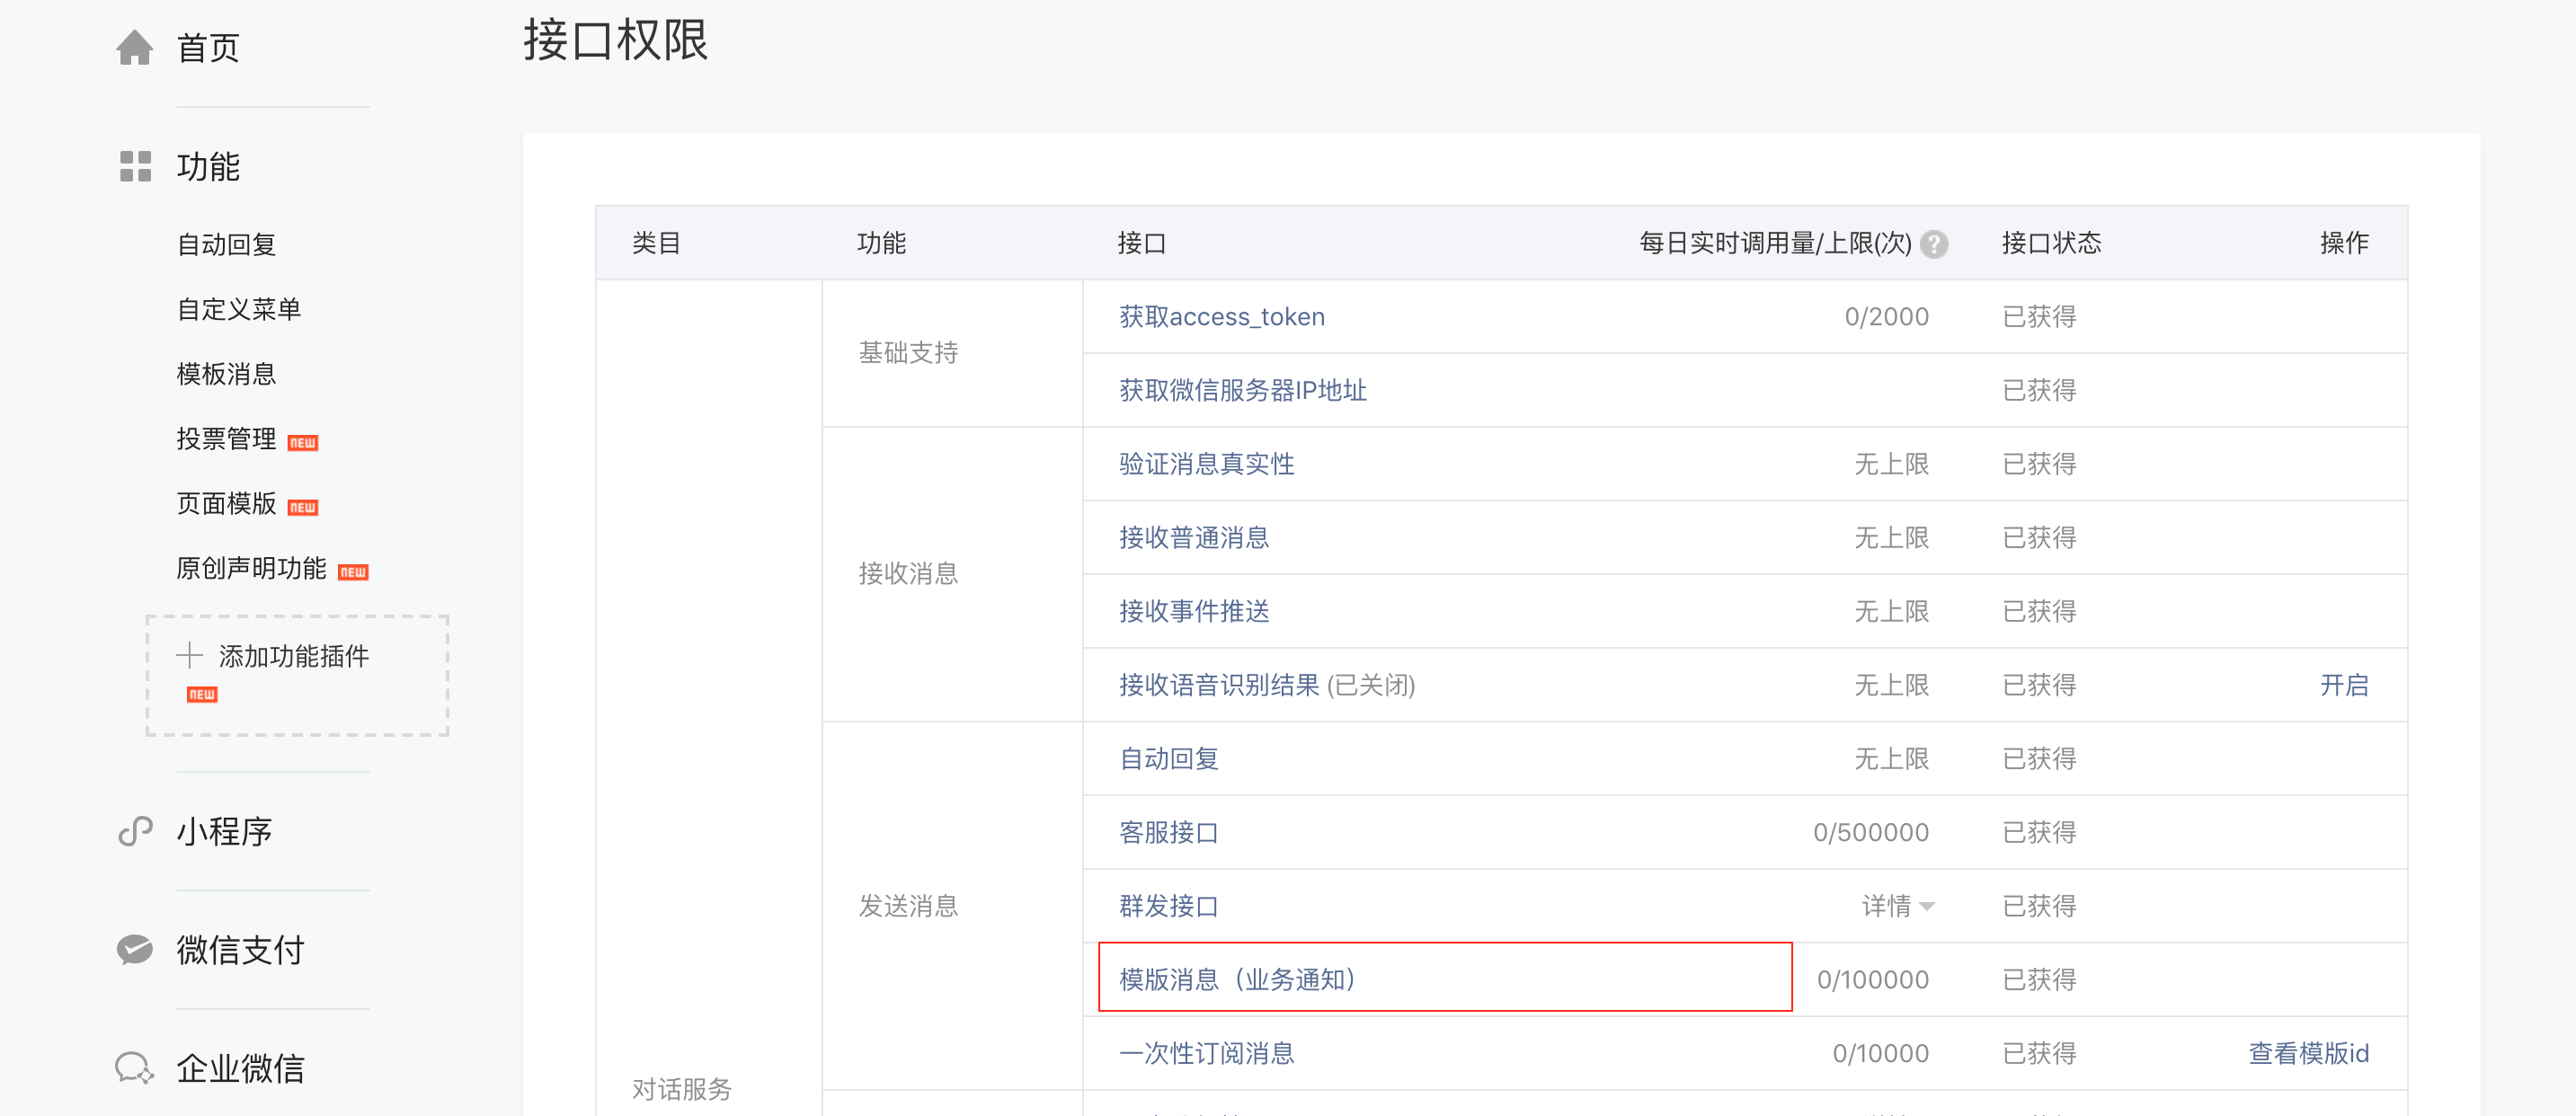 首页
功能
自动回复
自定义菜单
模板消息
投票管理 NEW
页面模版 NEW
原创声明功能 NEW
添加功能插件
NEW
小程序
微信支付
企业微信
接口权限
类目 功能 接口 每日实时调用量/上限(次) ? 接口状态 操作
对话服务
基础支持
获取access_token 0/2000 已获得
获取微信服务器IP地址 已获得
接收消息
验证消息真实性 无上限 已获得
接收普通消息 无上限 已获得
接收事件推送 无上限 已获得
接收语音识别结果 (已关闭) 无上限 已获得 开启
发送消息
自动回复 无上限 已获得
客服接口 0/500000 已获得
群发接口 详情 已获得
模版消息（业务通知） 0/100000 已获得
一次性订阅消息 0/10000 已获得 查看模版id